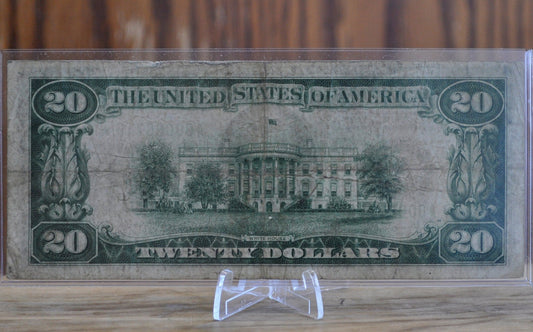 20 THE UNITED STATES OF AMERICA 20
WHITE HOUSE
20 TWENTY DOLLARS 20